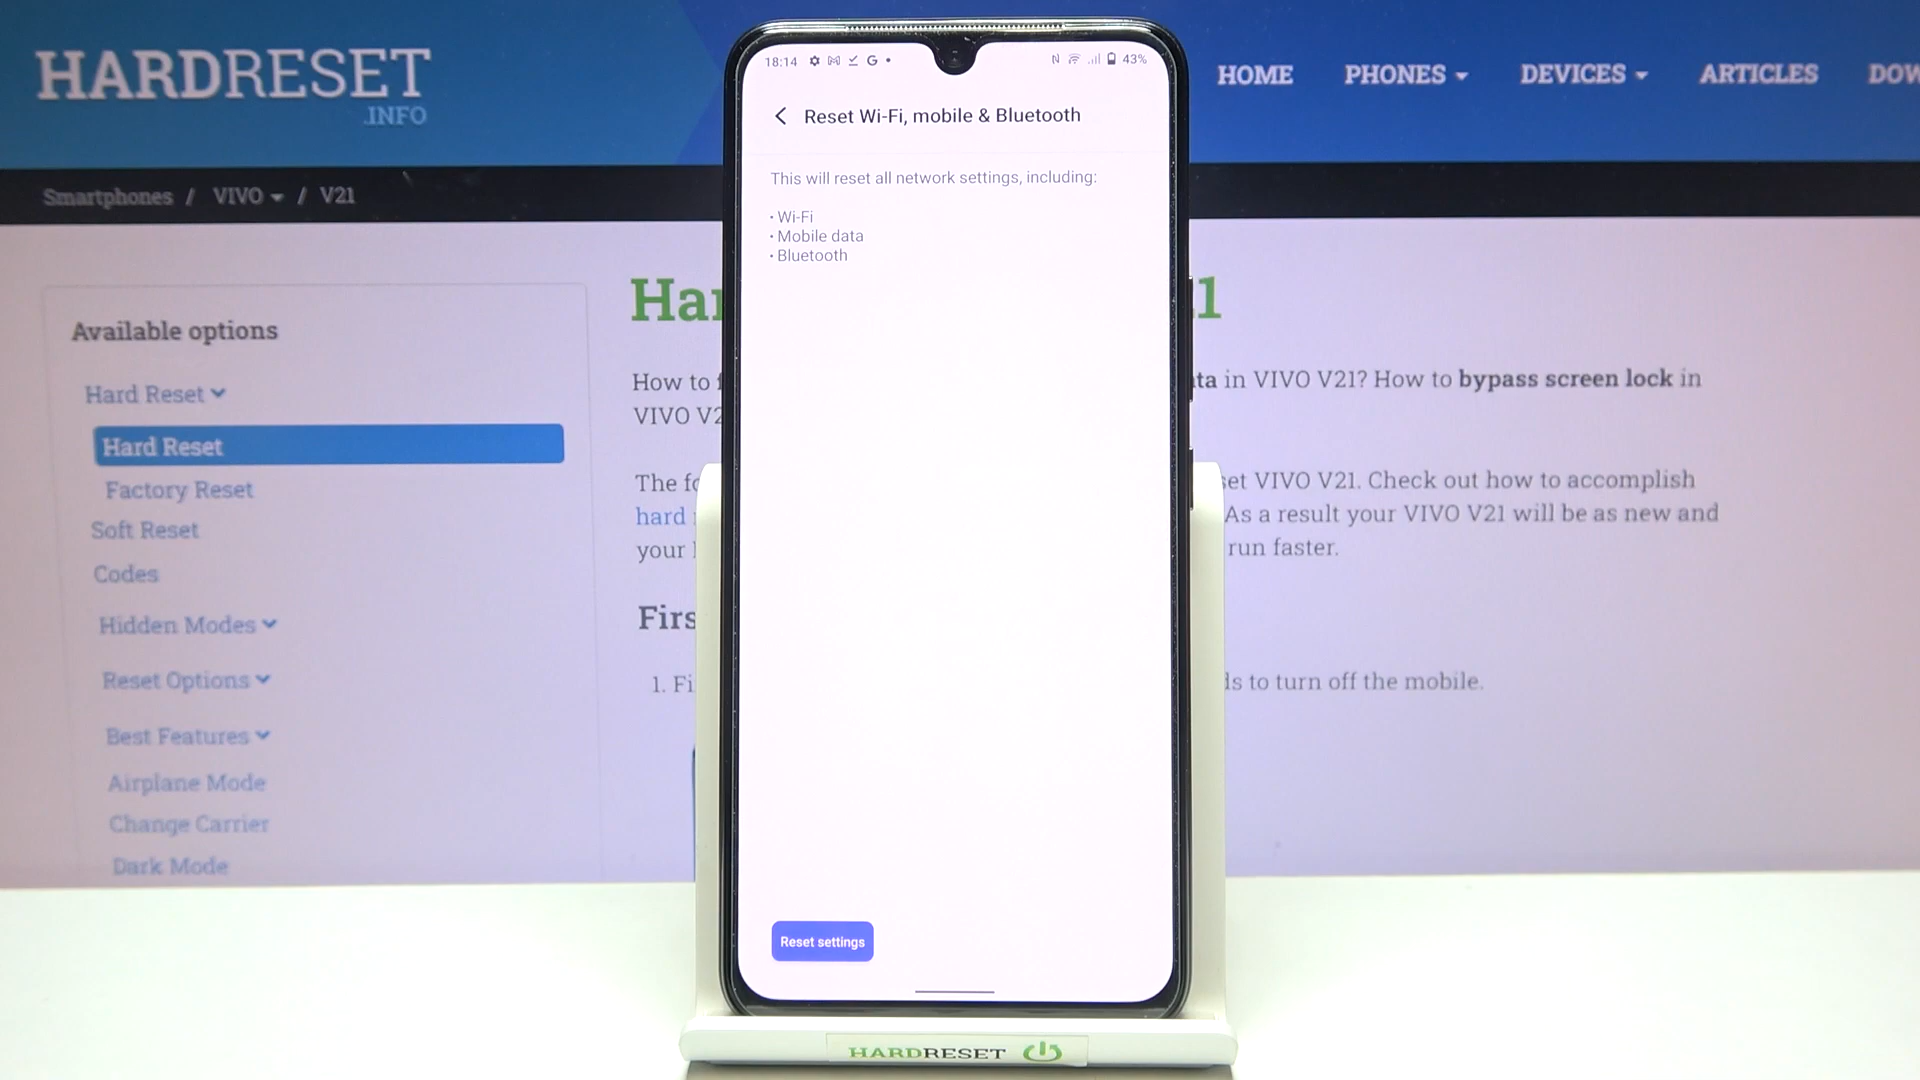 HARDRESET
.INFO
HOME PHONES DEVICES ARTICLES
Smartphones / VIVO / V21
18:14 G 43%
Reset Wi-Fi, mobile & Bluetooth
This will reset all network settings, including:
• Wi-Fi
• Mobile data
• Bluetooth
Reset settings
Available options
Hard Reset
Hard Reset
Factory Reset
Soft Reset
Codes
Hidden Modes
Reset Options
Best Features
Airplane Mode
Change Carrier
Dark Mode
How to in VIVO V21? How to bypass screen lock in
VIVO
The set VIVO V21. Check out how to accomplish
hard As a result your VIVO V21 will be as new and
your run faster.
1. to turn off the mobile.
HARDRESET